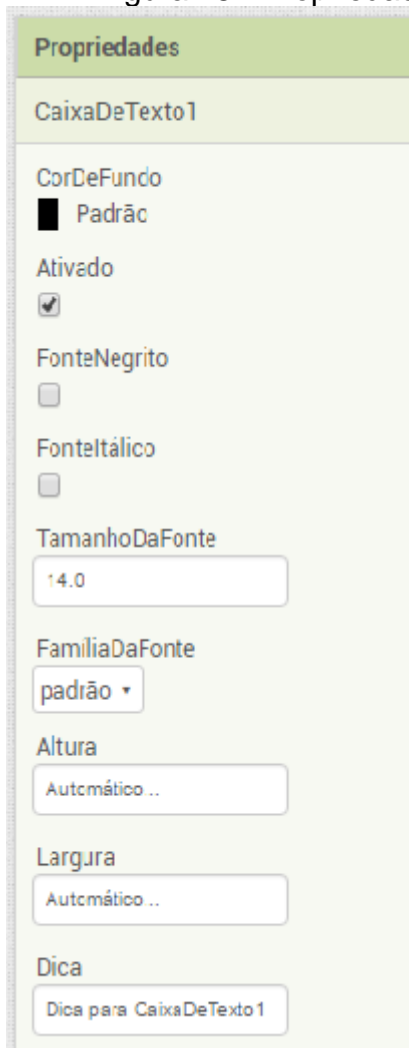 Propriedades
CaixaDeTexto1
CorDeFundo
Padrão
Ativado
FonteNegrito
FonteItálico
TamanhoDaFonte
14.0
FamíliaDaFonte
padrão
Altura
Automático ..
Largura
Automático ..
Dica
Dica para CaixaDeTexto1